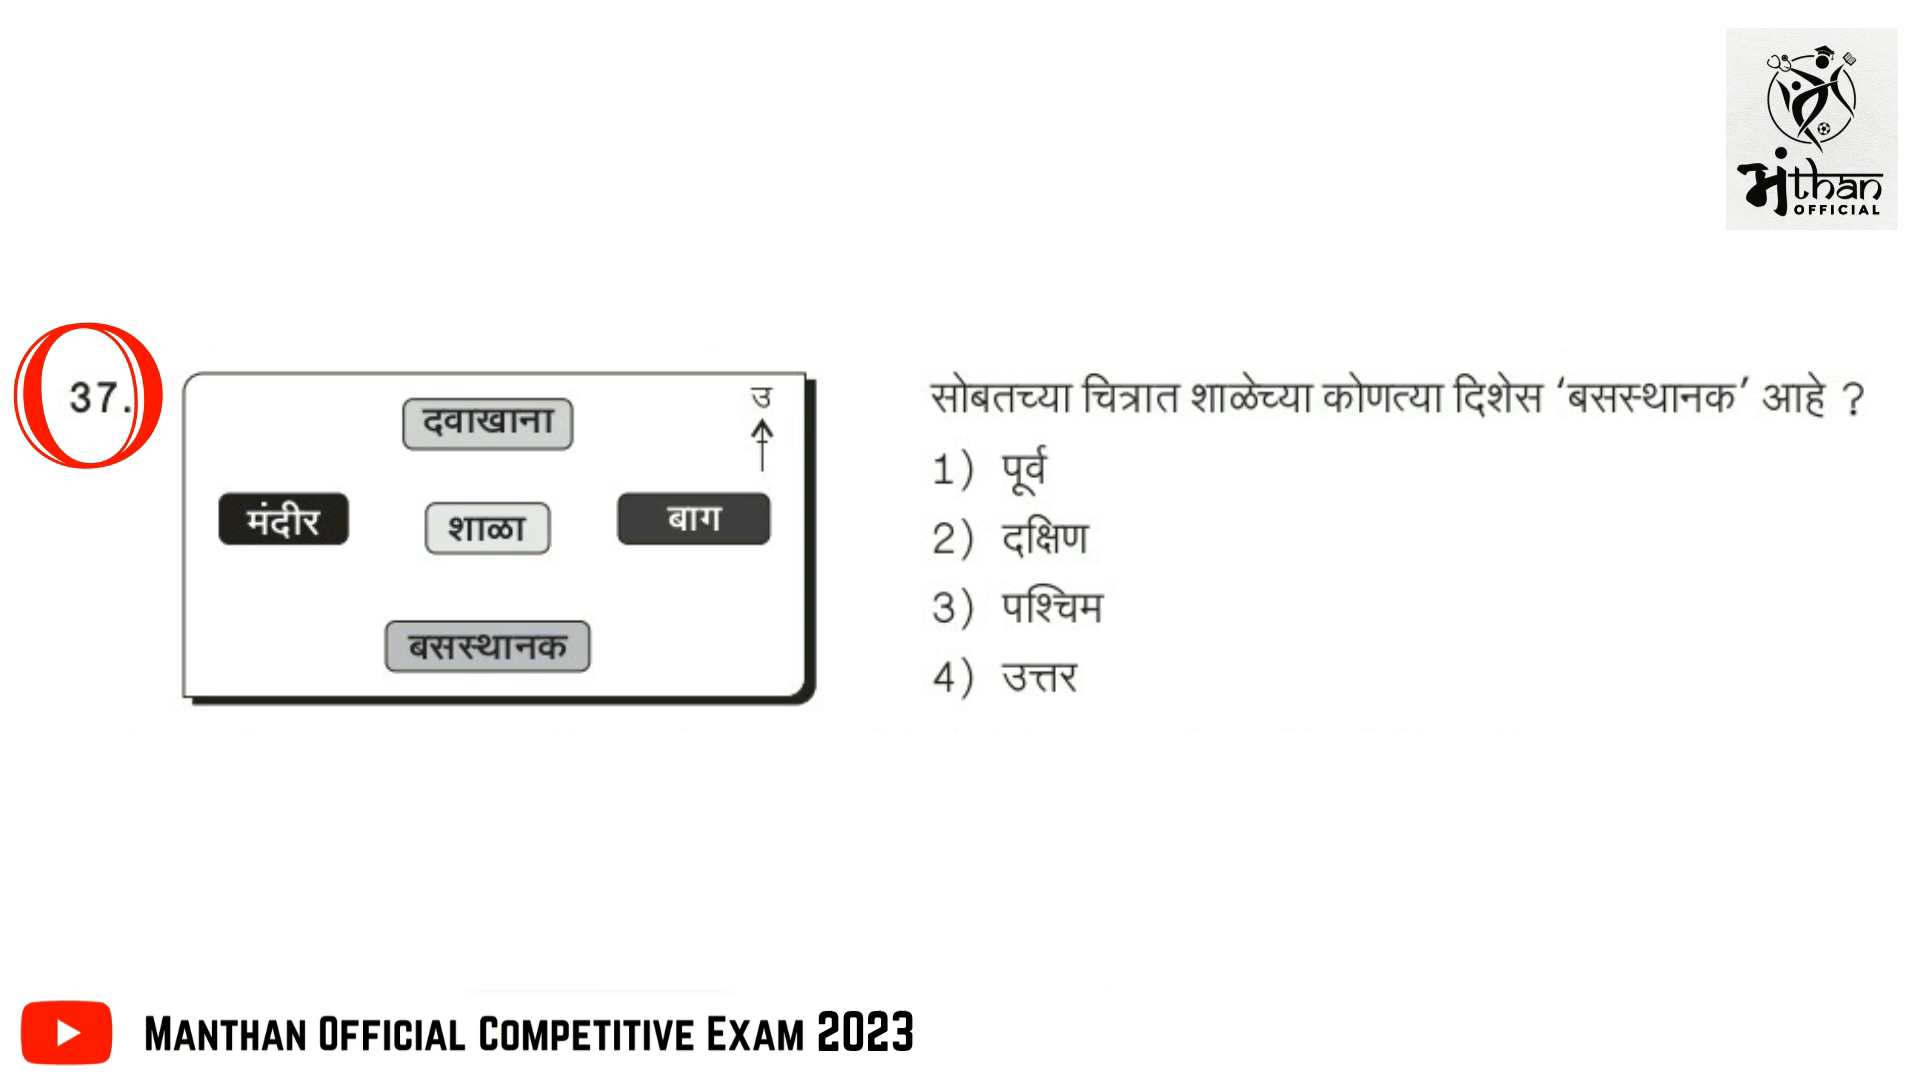 मंthan
OFFICIAL
37.
दवाखाना
उ
मंदीर
शाळा
बाग
बसस्थानक
सोबतच्या चित्रात शाळेच्या कोणत्या दिशेस ‘बसस्थानक’ आहे ?
1) पूर्व
2) दक्षिण
3) पश्चिम
4) उत्तर
MANTHAN OFFICIAL COMPETITIVE EXAM 2023